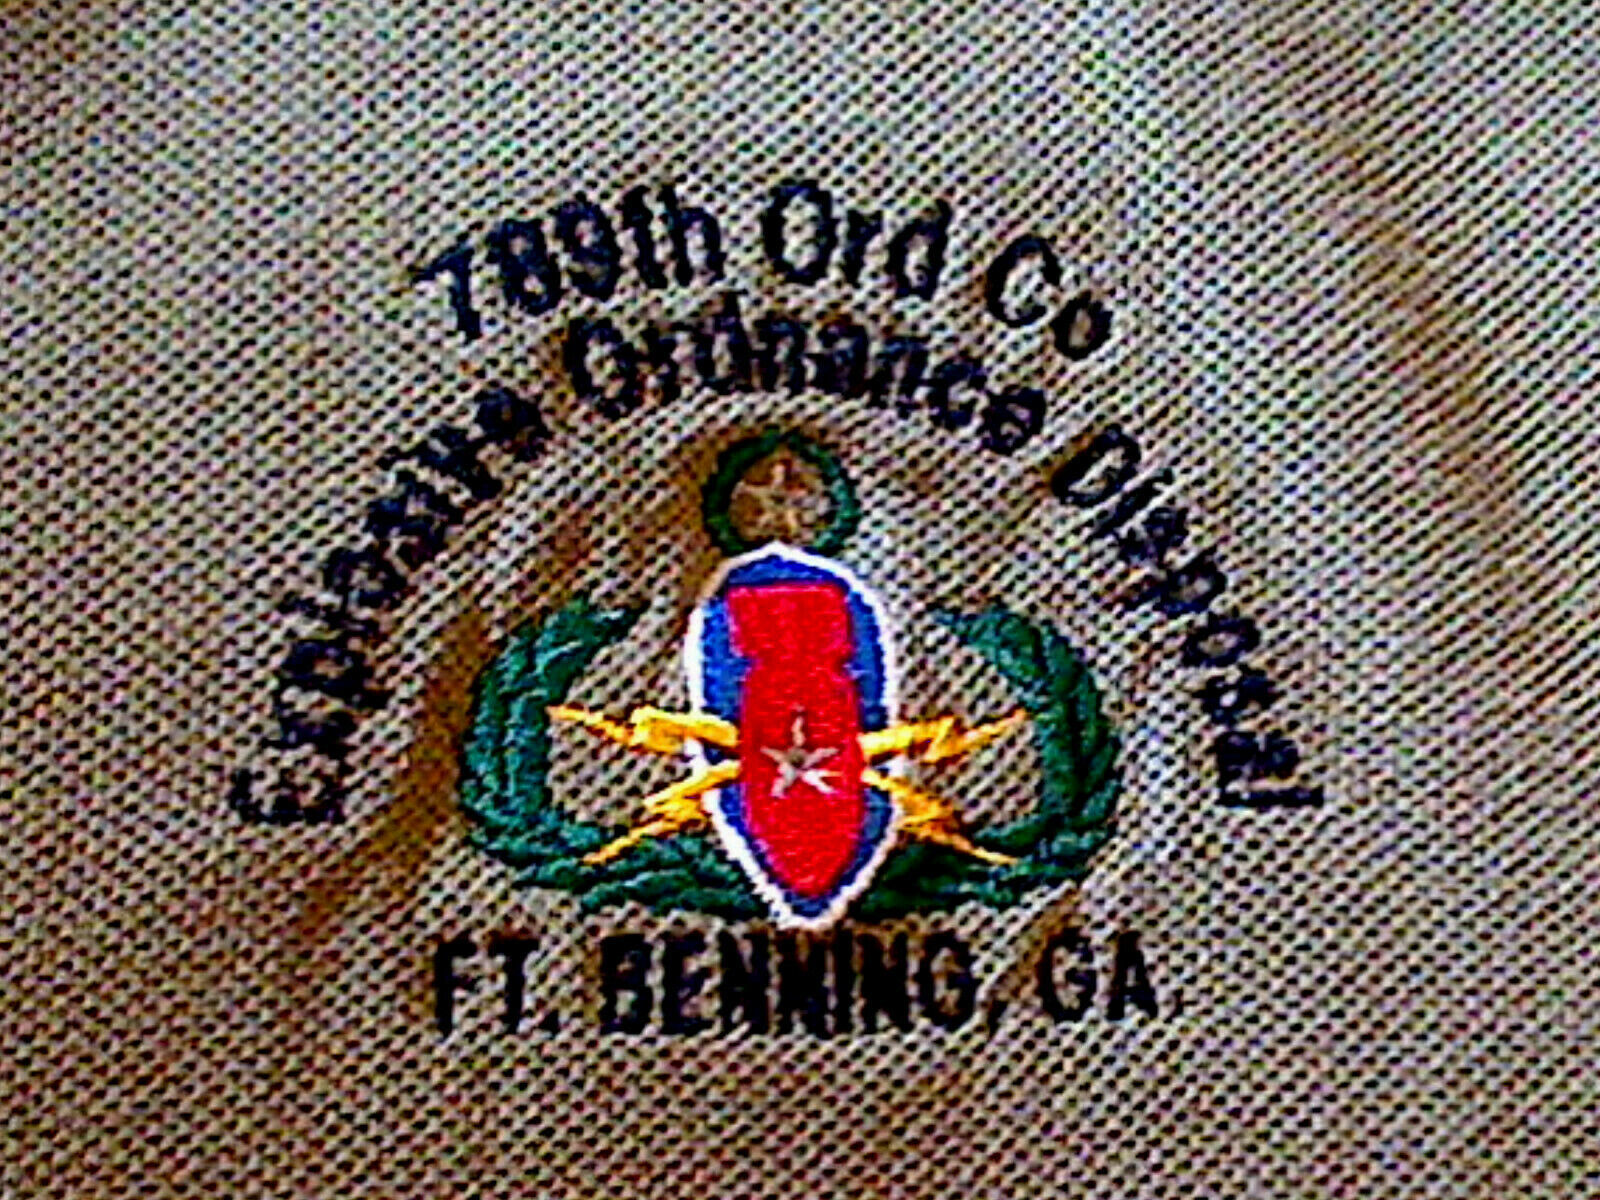 789th Ord Co
Explosive Ordnance Disposal
FT. BENNING, GA.